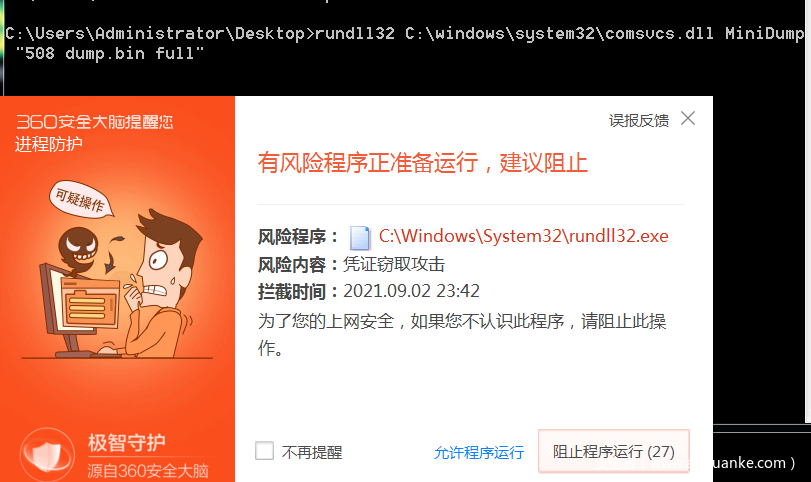 C:\Users\Administrator\Desktop>rundll32 C:\windows\system32\comsvcs.dll MiniDump
"508 dump.bin full"
360安全大脑提醒您
进程防护
误报反馈
有风险程序正准备运行，建议阻止
可疑操作
风险程序： C:\Windows\System32\rundll32.exe
风险内容：凭证窃取攻击
拦截时间：2021.09.02 23:42
为了您的上网安全，如果您不认识此程序，请阻止此操
作。
极智守护
源自360安全大脑
不再提醒
允许程序运行
阻止程序运行 (27)
uanke.com )